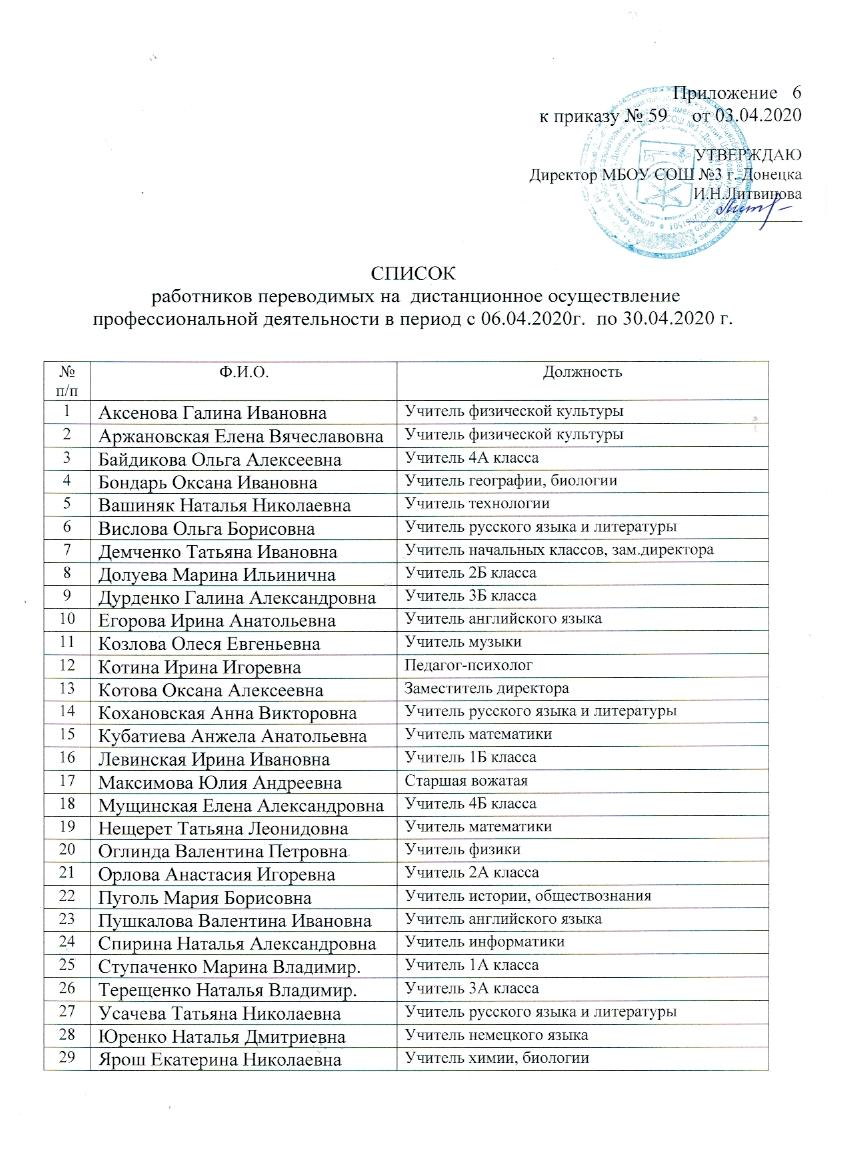 Приложение 6
к приказу № 59 от 03.04.2020
УТВЕРЖДАЮ
Директор МБОУ СОШ №3 г. Донецка
И.Н.Литвинова
СПИСОК
работников переводимых на дистанционное осуществление
профессиональной деятельности в период с 06.04.2020г. по 30.04.2020 г.
№ п/п Ф.И.О. Должность
1 Аксенова Галина Ивановна Учитель физической культуры
2 Аржановская Елена Вячеславовна Учитель физической культуры
3 Байдикова Ольга Алексеевна Учитель 4А класса
4 Бондарь Оксана Ивановна Учитель географии, биологии
5 Вашиняк Наталья Николаевна Учитель технологии
6 Вислова Ольга Борисовна Учитель русского языка и литературы
7 Демченко Татьяна Ивановна Учитель начальных классов, зам.директора
8 Долуева Марина Ильинична Учитель 2Б класса
9 Дурденко Галина Александровна Учитель 3Б класса
10 Егорова Ирина Анатольевна Учитель английского языка
11 Козлова Олеся Евгеньевна Учитель музыки
12 Котина Ирина Игоревна Педагог-психолог
13 Котова Оксана Алексеевна Заместитель директора
14 Кохановская Анна Викторовна Учитель русского языка и литературы
15 Кубатиева Анжела Анатольевна Учитель математики
16 Левинская Ирина Ивановна Учитель 1Б класса
17 Максимова Юлия Андреевна Старшая вожатая
18 Мущинская Елена Александровна Учитель 4Б класса
19 Нещерет Татьяна Леонидовна Учитель математики
20 Оглинда Валентина Петровна Учитель физики
21 Орлова Анастасия Игоревна Учитель 2А класса
22 Пуголь Мария Борисовна Учитель истории, обществознания
23 Пушкалова Валентина Ивановна Учитель английского языка
24 Спирина Наталья Александровна Учитель информатики
25 Ступаченко Марина Владимир. Учитель 1А класса
26 Терещенко Наталья Владимир. Учитель 3А класса
27 Усачева Татьяна Николаевна Учитель русского языка и литературы
28 Юренко Наталья Дмитриевна Учитель немецкого языка
29 Ярош Екатерина Николаевна Учитель химии, биологии